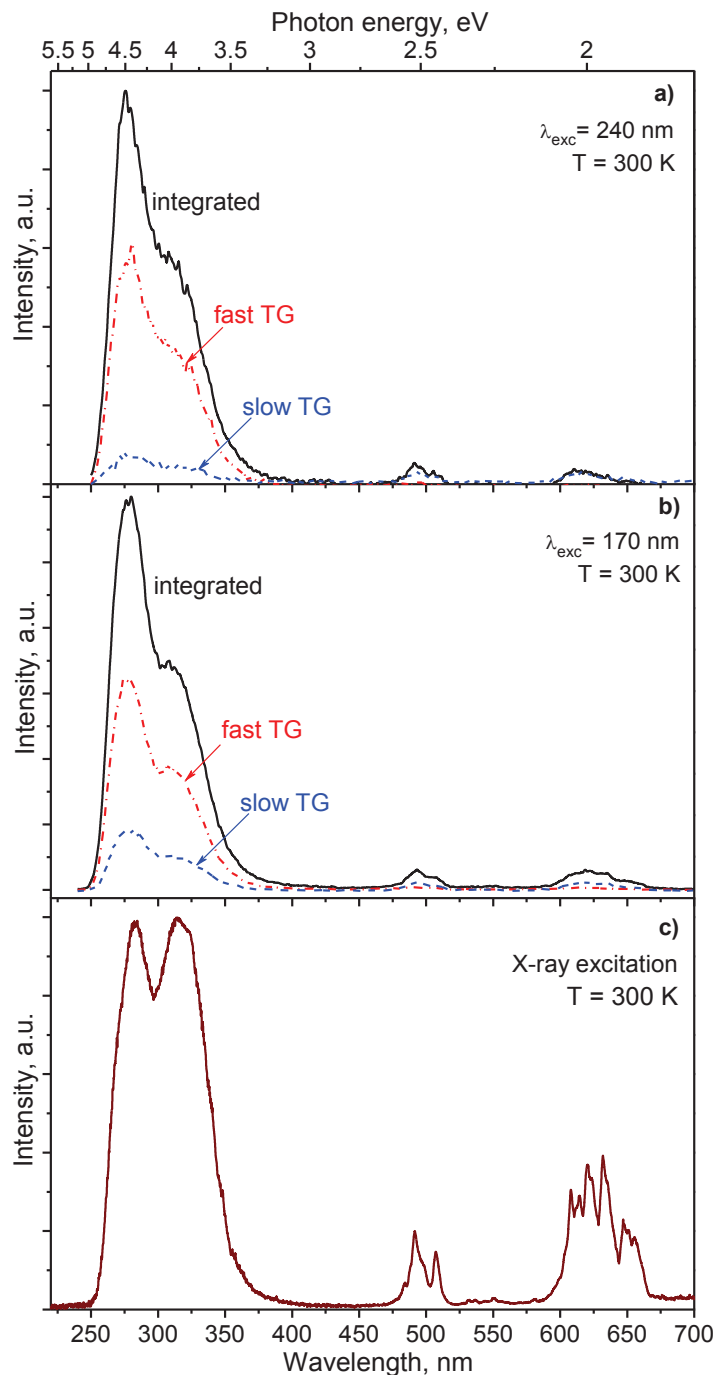 Photon energy, eV
5.5 5 4.5 4 3.5 3 2.5 2
a)
λexc= 240 nm
T = 300 K
integrated
fast TG
slow TG
Intensity, a.u.
b)
λexc= 170 nm
T = 300 K
integrated
fast TG
slow TG
Intensity, a.u.
c)
X-ray excitation
T = 300 K
Intensity, a.u.
250 300 350 400 450 500 550 600 650 700
Wavelength, nm